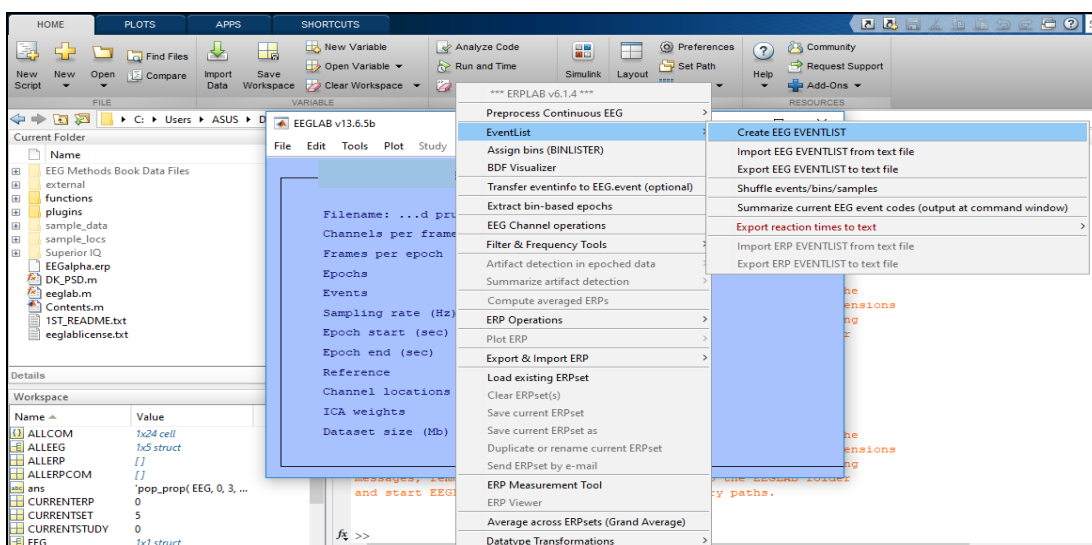 HOME PLOTS APPS SHORTCUTS
New Script
New
Open
Find Files
Compare
Import Data
Save Workspace
New Variable
Open Variable
Clear Workspace
Analyze Code
Run and Time
Simulink
Layout
Preferences
Set Path
Help
Community
Request Support
Add-Ons
FILE VARIABLE RESOURCES
C: Users ASUS D
Current Folder
Name
EEG Methods Book Data Files
external
functions
plugins
sample_data
sample_locs
Superior IQ
EEGalpha.erp
DK_PSD.m
eeglab.m
Contents.m
1ST_README.txt
eeglablicense.txt
Details
Workspace
Name Value
ALLCOM 1x24 cell
ALLEEG 1x5 struct
ALLERP []
ALLERPCOM []
ans 'pop_prop( EEG, 0, 3, ...
CURRENTERP 0
CURRENTSET 5
CURRENTSTUDY 0
EEG 1x1 struct
EEGLAB v13.6.5b
File Edit Tools Plot Study
Filename: ...d pru
Channels per frame
Frames per epoch
Epochs
Events
Sampling rate (Hz)
Epoch start (sec)
Epoch end (sec)
Reference
Channel locations
ICA weights
Dataset size (Mb)
*** ERPLAB v6.1.4 ***
Preprocess Continuous EEG
EventList
Assign bins (BINLISTER)
BDF Visualizer
Transfer eventinfo to EEG.event (optional)
Extract bin-based epochs
EEG Channel operations
Filter & Frequency Tools
Artifact detection in epoched data
Summarize artifact detection
Compute averaged ERPs
ERP Operations
Plot ERP
Export & Import ERP
Load existing ERPset
Clear ERPset(s)
Save current ERPset
Save current ERPset as
Duplicate or rename current ERPset
Send ERPset by e-mail
ERP Measurement Tool
ERP Viewer
Average across ERPsets (Grand Average)
Datatype Transformations
Create EEG EVENTLIST
Import EEG EVENTLIST from text file
Export EEG EVENTLIST to text file
Shuffle events/bins/samples
Summarize current EEG event codes (output at command window)
Export reaction times to text
Import ERP EVENTLIST from text file
Export ERP EVENTLIST to text file
he
ensions
ng
r
he
ensions
ng
the EEGLAB folder
and start EEG ry paths.
fx >>